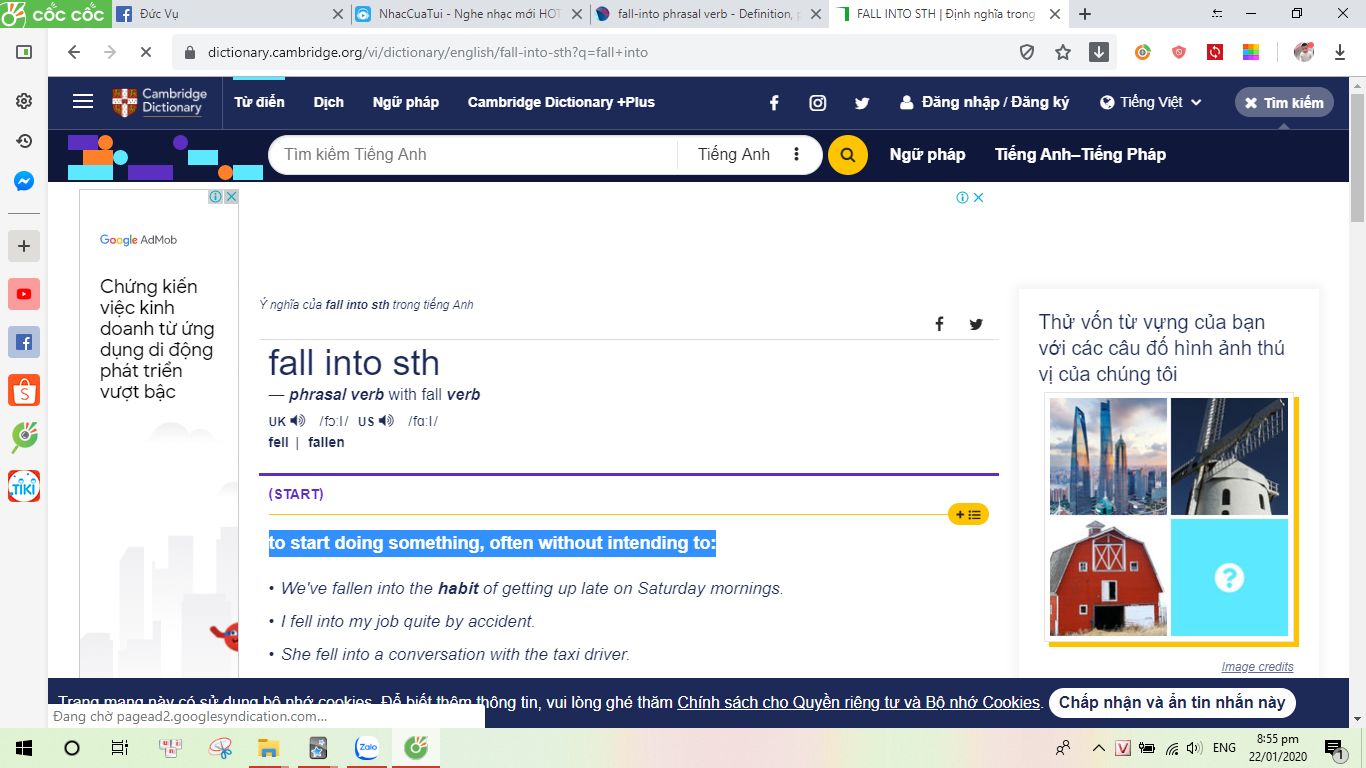 CỐC CỐC
Đức Vụ
NhacCuaTui - Nghe nhạc mới HOT
fall-into phrasal verb - Definition, p
FALL INTO STH | Định nghĩa trong
dictionary.cambridge.org/vi/dictionary/english/fall-into-sth?q=fall+into
Cambridge
Dictionary
Từ điển
Dịch
Ngữ pháp
Cambridge Dictionary +Plus
Đăng nhập / Đăng ký
Tiếng Việt
Tìm kiếm
Tìm kiếm Tiếng Anh
Tiếng Anh
Ngữ pháp
Tiếng Anh–Tiếng Pháp
Google AdMob
Chứng kiến
việc kinh
doanh từ ứng
dụng di động
phát triển
vượt bậc
Ý nghĩa của fall into sth trong tiếng Anh
fall into sth
— phrasal verb with fall verb
UK /fɔːl/ US /fɑːl/
fell | fallen
(START)
to start doing something, often without intending to:
• We've fallen into the habit of getting up late on Saturday mornings.
• I fell into my job quite by accident.
• She fell into a conversation with the taxi driver.
Thử vốn từ vựng của bạn
với các câu đố hình ảnh thú
vị của chúng tôi
?
Image credits
Trang mạng này có sử dụng bộ nhớ cookies. Để biết thêm thông tin, vui lòng ghé thăm Chính sách cho Quyền riêng tư và Bộ nhớ Cookies.
Chấp nhận và ẩn tin nhắn này
Đang chờ pagead2.googlesyndication.com...
TIKI
Zalo
V
ENG
8:55 pm
22/01/2020
1